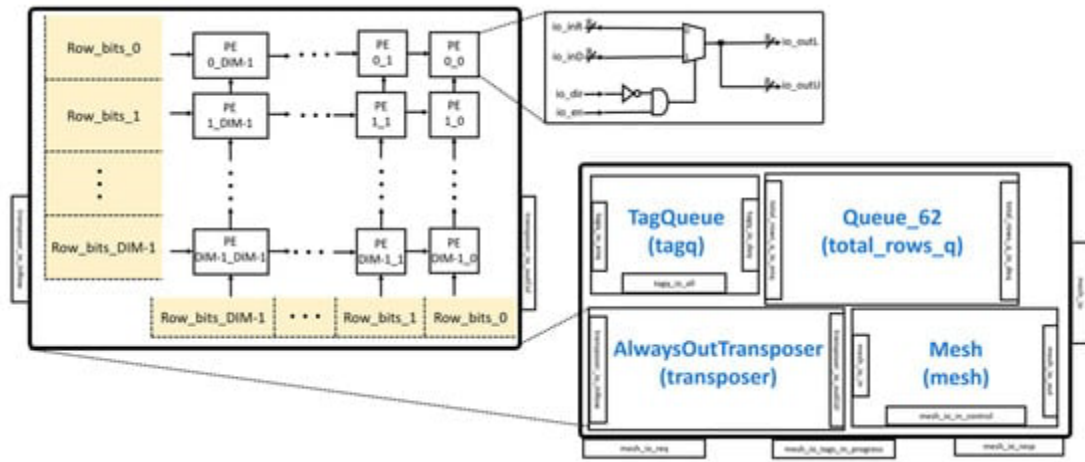 Row_bits_0
Row_bits_1
Row_bits_DIM-1
PE
0_DIM-1
PE
0_1
PE
0_0
PE
1_DIM-1
PE
1_1
PE
1_0
PE
DIM-1_DIM-1
PE
DIM-1_1
PE
DIM-1_0
Row_bits_DIM-1
Row_bits_1
Row_bits_0
io_inR
io_inD
io_dir
io_en
io_outL
io_outU
TagQueue
(tagq)
tagq_io_all
Queue_62
(total_rows_q)
AlwaysOutTransposer
(transposer)
Mesh
(mesh)
mesh_io_in_control
mesh_io_req
mesh_io_tags_in_progress
mesh_io_resp